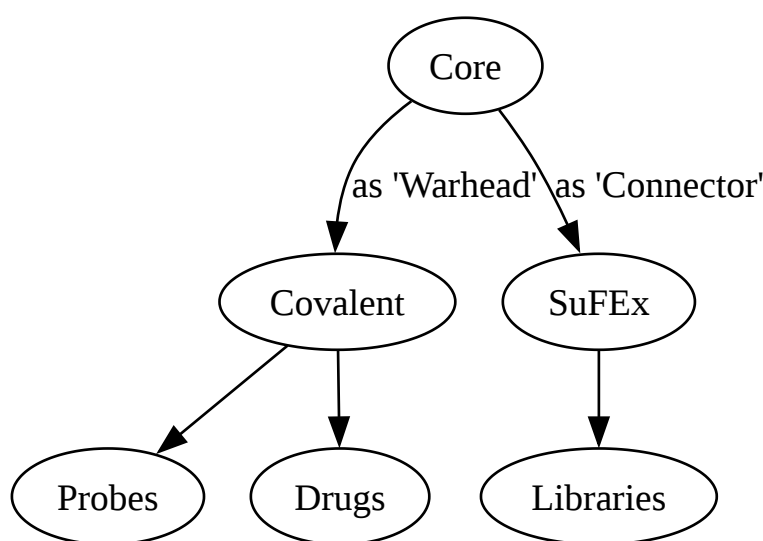 Core
as 'Warhead' as 'Connector'
Covalent SuFEx
Probes Drugs Libraries